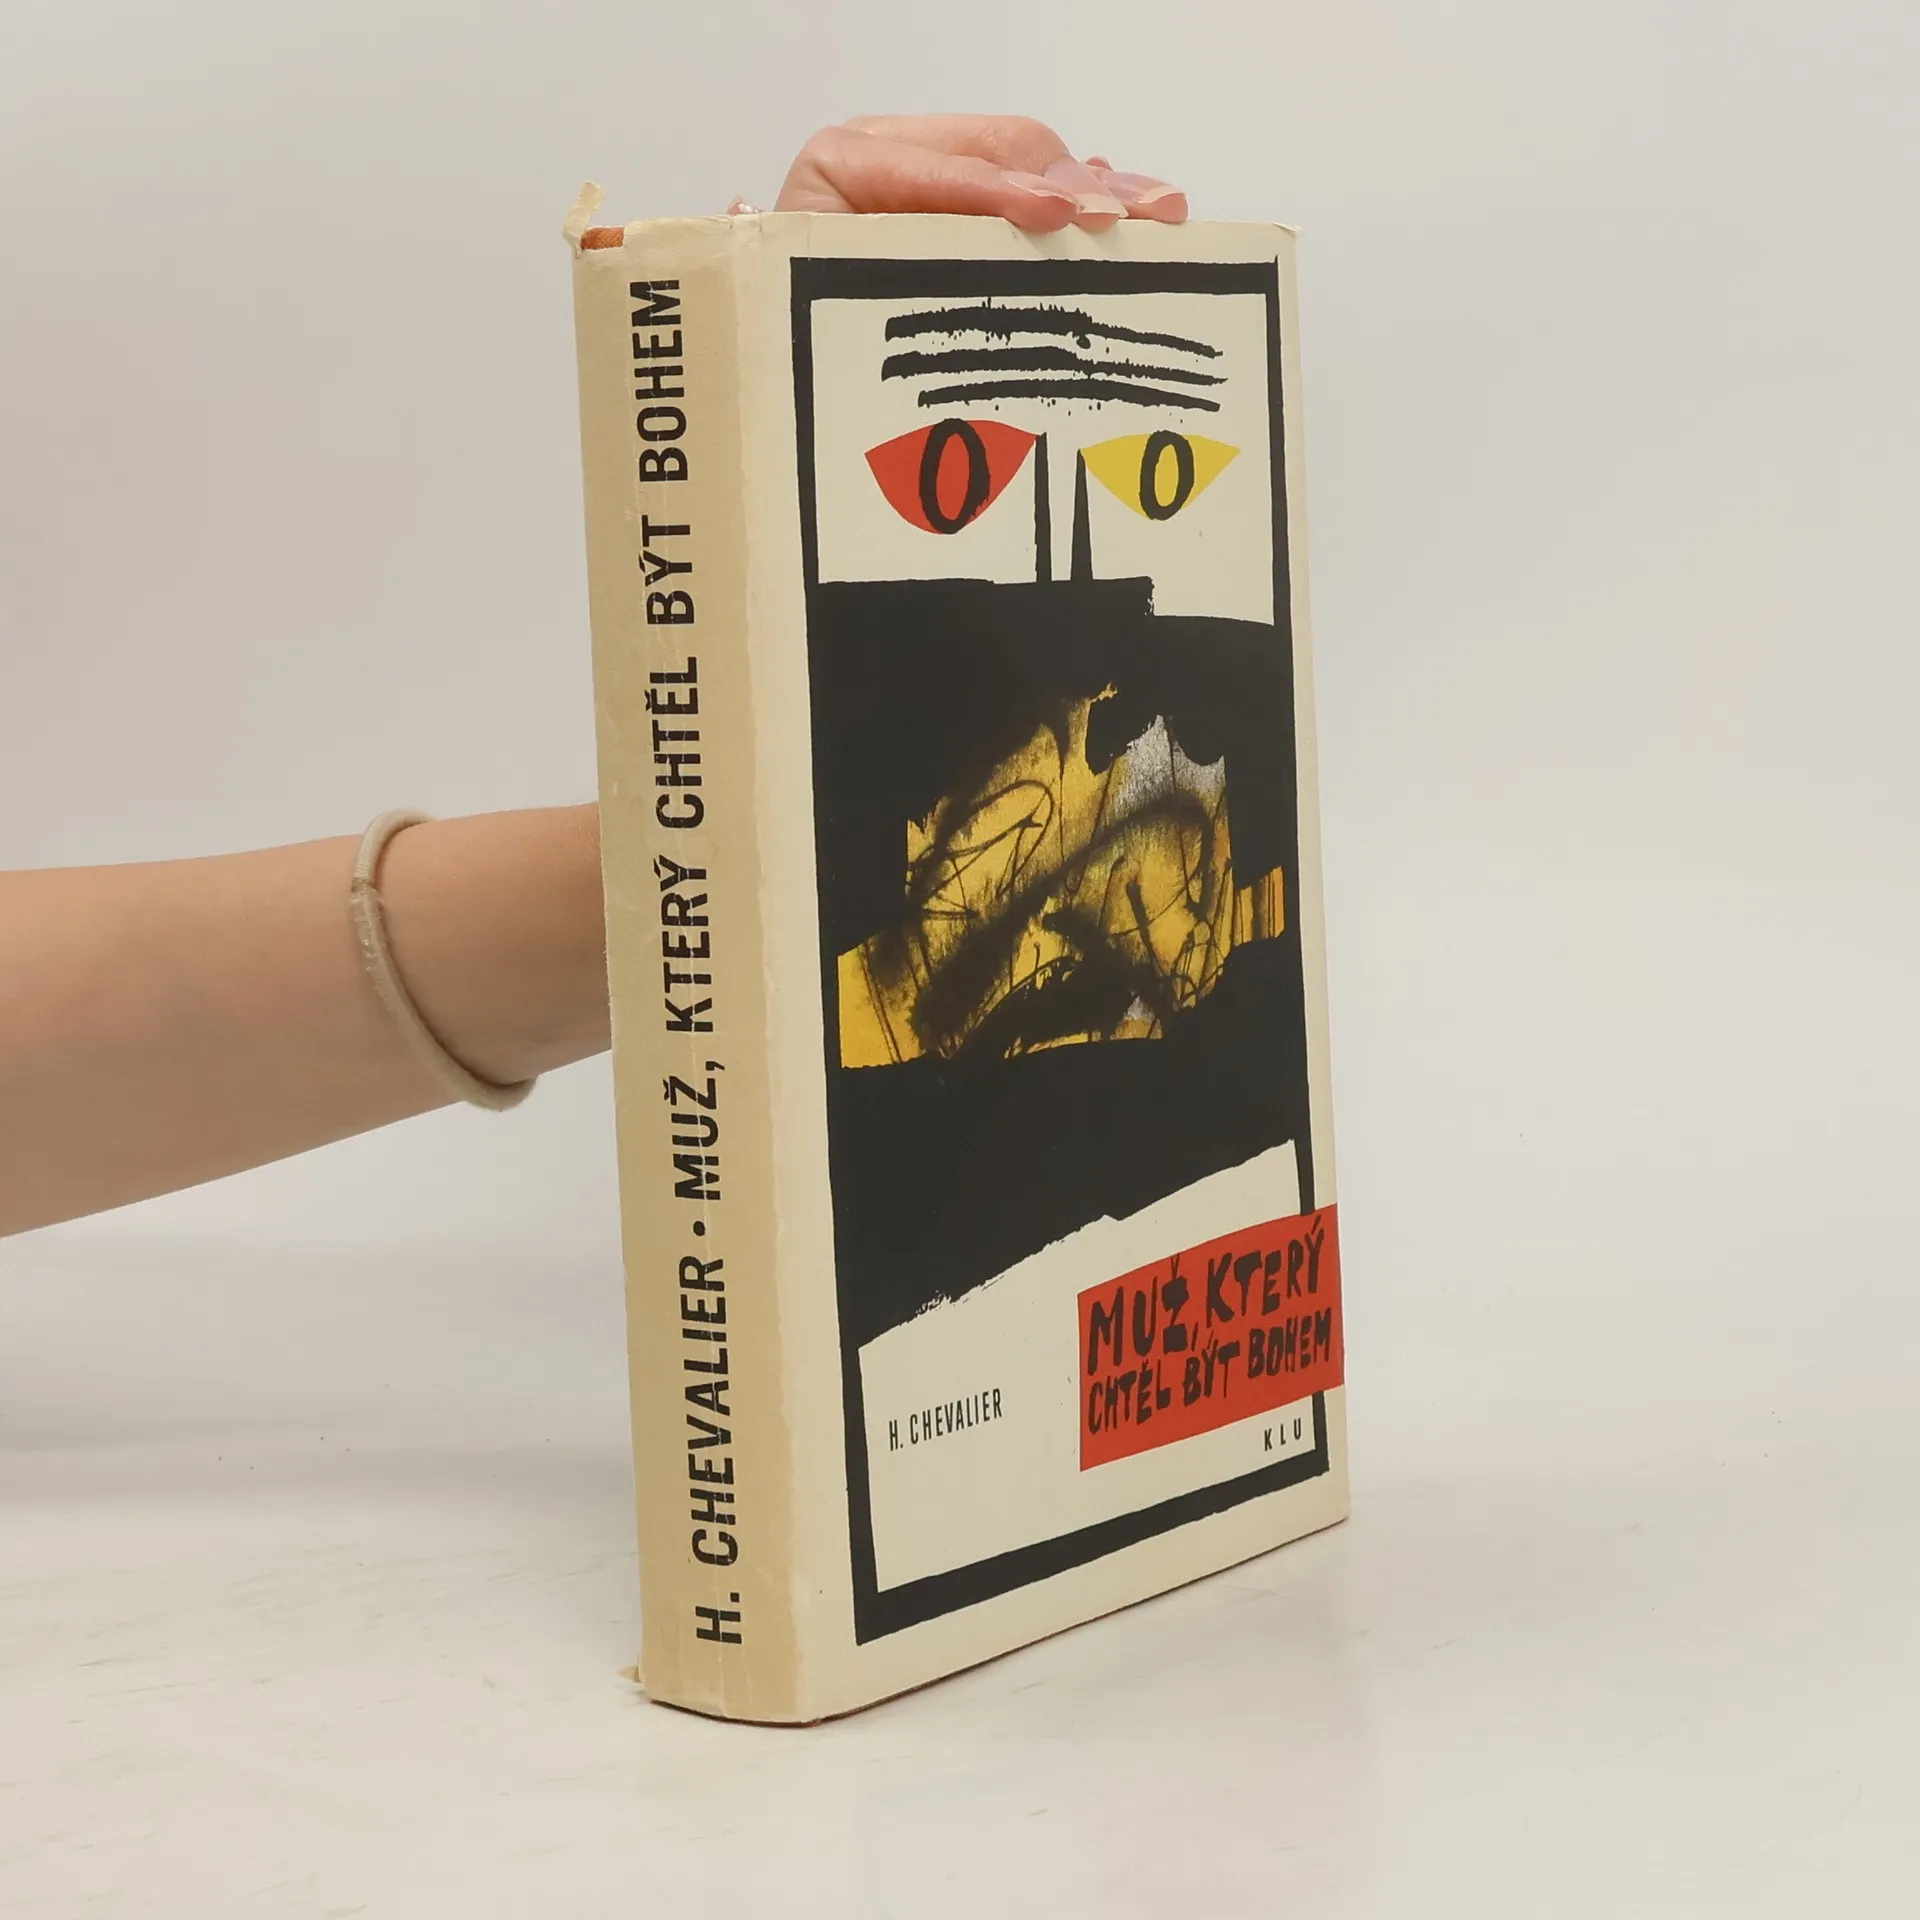 H. CHEVALIER • MUŽ, KTERÝ CHTĚL BÝT BOHEM
MUŽ, KTERÝ
CHTĚL BÝT BOHEM
H. CHEVALIER
KLU